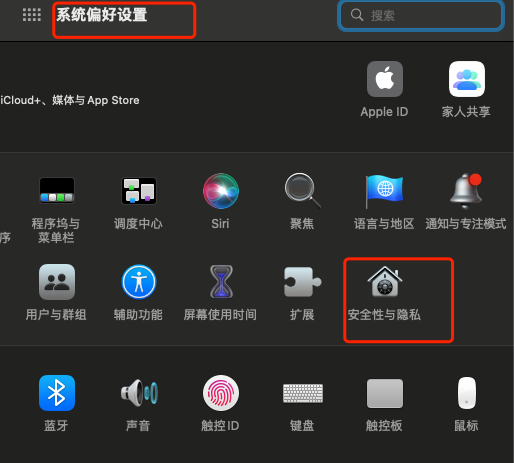 系统偏好设置
搜索
iCloud+、媒体与 App Store
Apple ID
家人共享
序
程序坞与
菜单栏
调度中心
Siri
聚焦
语言与地区
通知与专注模式
用户与群组
辅助功能
屏幕使用时间
扩展
安全性与隐私
蓝牙
声音
触控 ID
键盘
触控板
鼠标